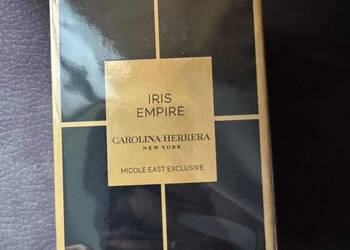 IRIS
EMPIRE
CAROLINA HERRERA
NEW YORK
MIDDLE EAST EXCLUSIVE